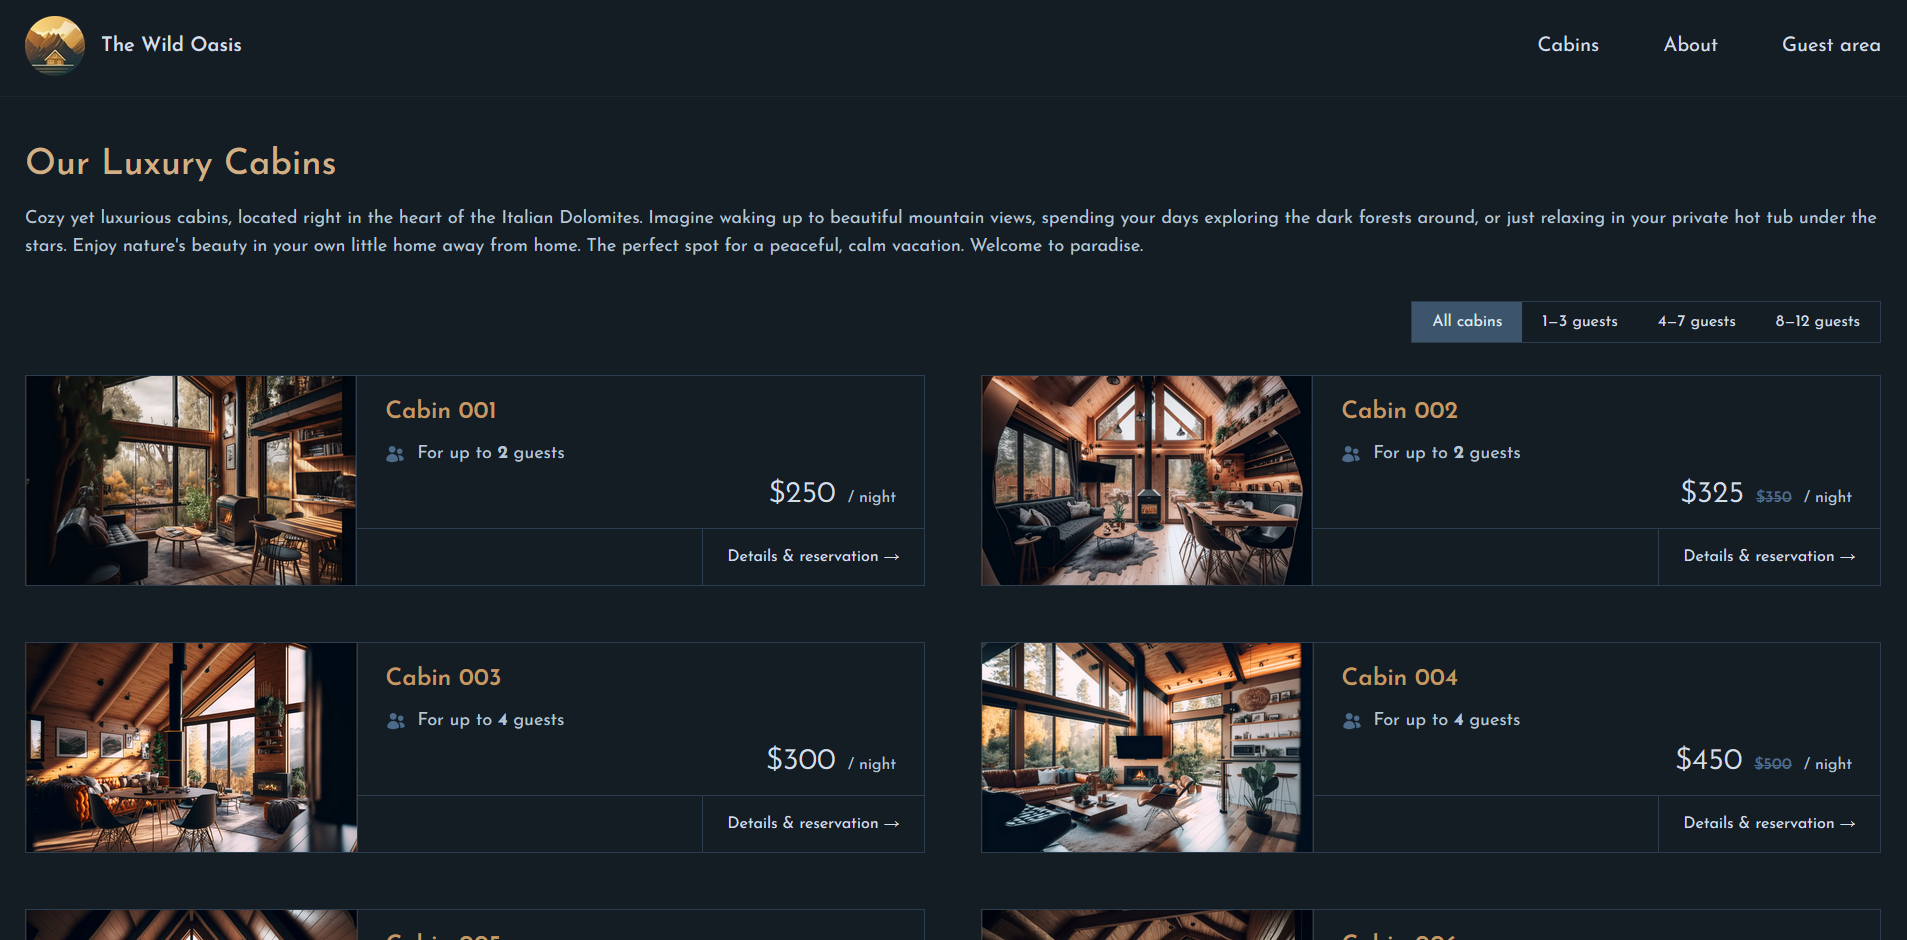 The Wild Oasis
Cabins
About
Guest area
Our Luxury Cabins
Cozy yet luxurious cabins, located right in the heart of the Italian Dolomites. Imagine waking up to beautiful mountain views, spending your days exploring the dark forests around, or just relaxing in your private hot tub under the
stars. Enjoy nature's beauty in your own little home away from home. The perfect spot for a peaceful, calm vacation. Welcome to paradise.
All cabins
1–3 guests
4–7 guests
8–12 guests
Cabin 001
For up to 2 guests
$250 / night
Details & reservation →
Cabin 002
For up to 2 guests
$325 $350 / night
Details & reservation →
Cabin 003
For up to 4 guests
$300 / night
Details & reservation →
Cabin 004
For up to 4 guests
$450 $500 / night
Details & reservation →
Cabin 005
Cabin 006